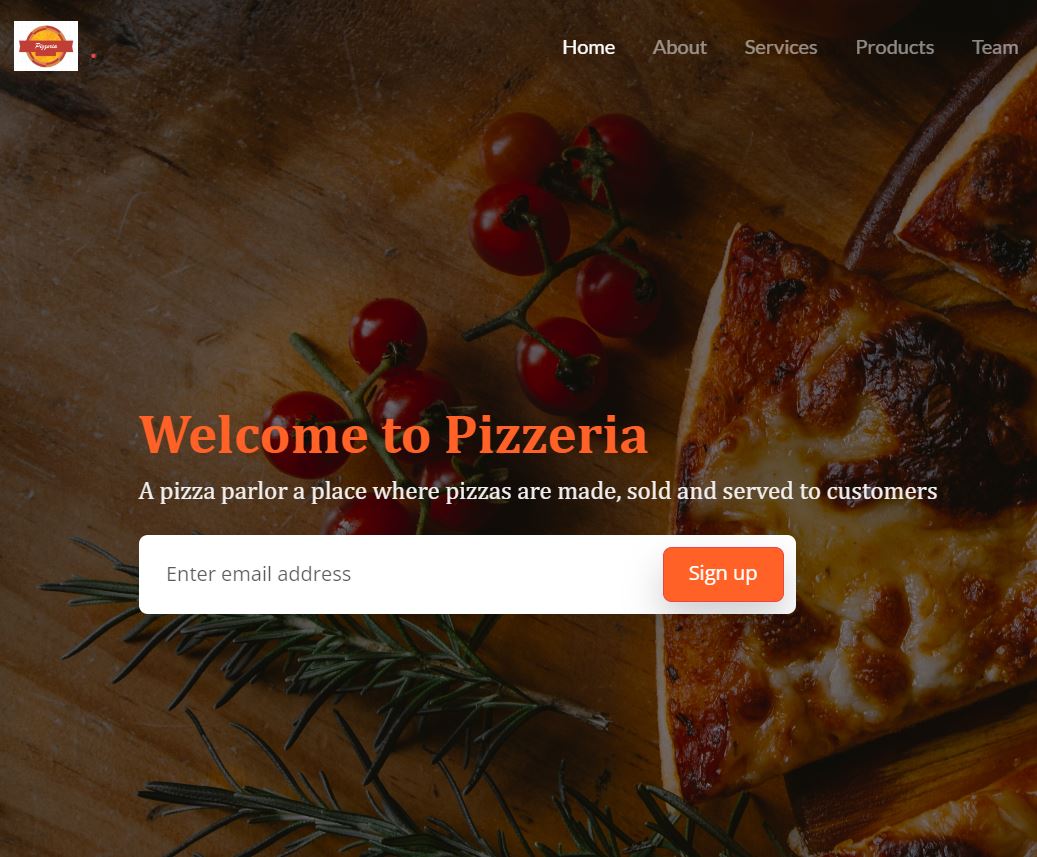 Pizzeria
Home About Services Products Team
Welcome to Pizzeria
A pizza parlor a place where pizzas are made, sold and served to customers
Enter email address Sign up